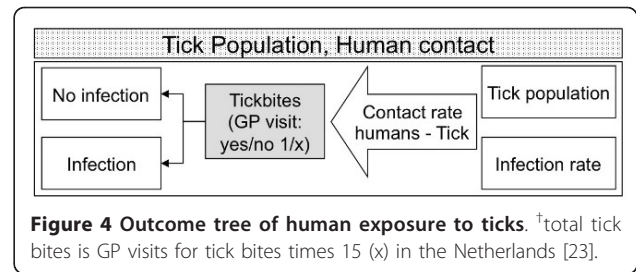 Tick Population, Human contact
No infection
Infection
Tickbites
(GP visit:
yes/no 1/x)
Contact rate
humans - Tick
Tick population
Infection rate
Figure 4 Outcome tree of human exposure to ticks. †total tick
bites is GP visits for tick bites times 15 (x) in the Netherlands [23].